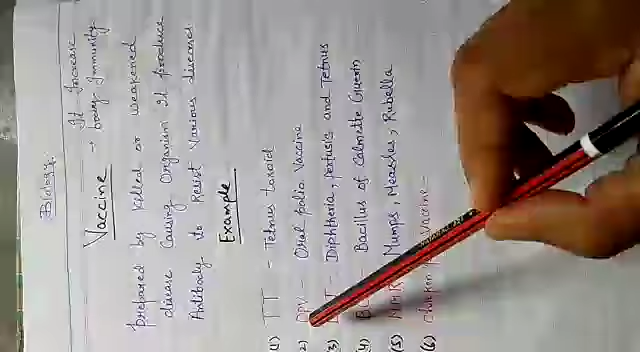 Biology
Vaccine → It Increase
body Immunity
prepared by Killed or weakened
disease Causing Organism it produce
Antibody to Resist Various diseases
Example
(1) TT - Tetnus toxoid
(2) OPV - Oral polio Vaccine
(3) T - Diphtheria, pertusis and Tetnus
(4) Bacillus of Calmette Guerin
(5) MMR - Mumps, Measles, Rubella
(6) Chicken Vaccine -